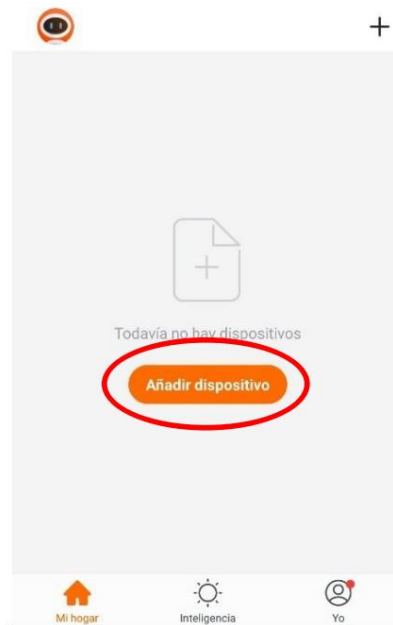 Todavía no hay dispositivos
Añadir dispositivo
Mi hogar
Inteligencia
Yo